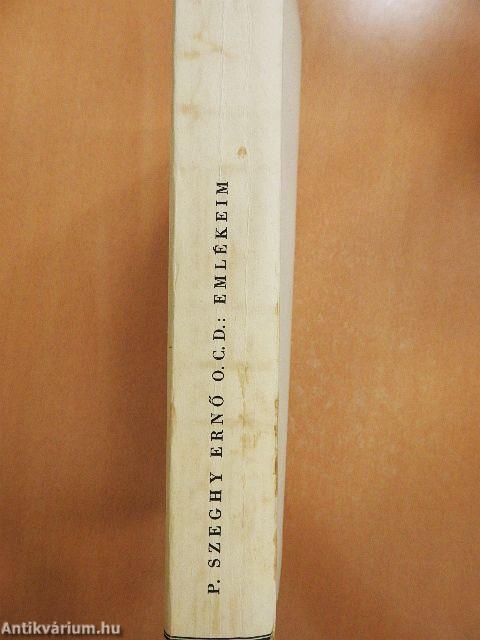 P. SZEGHY ERNŐ O.C.D.: EMLÉKEIM
Antikvárium.hu